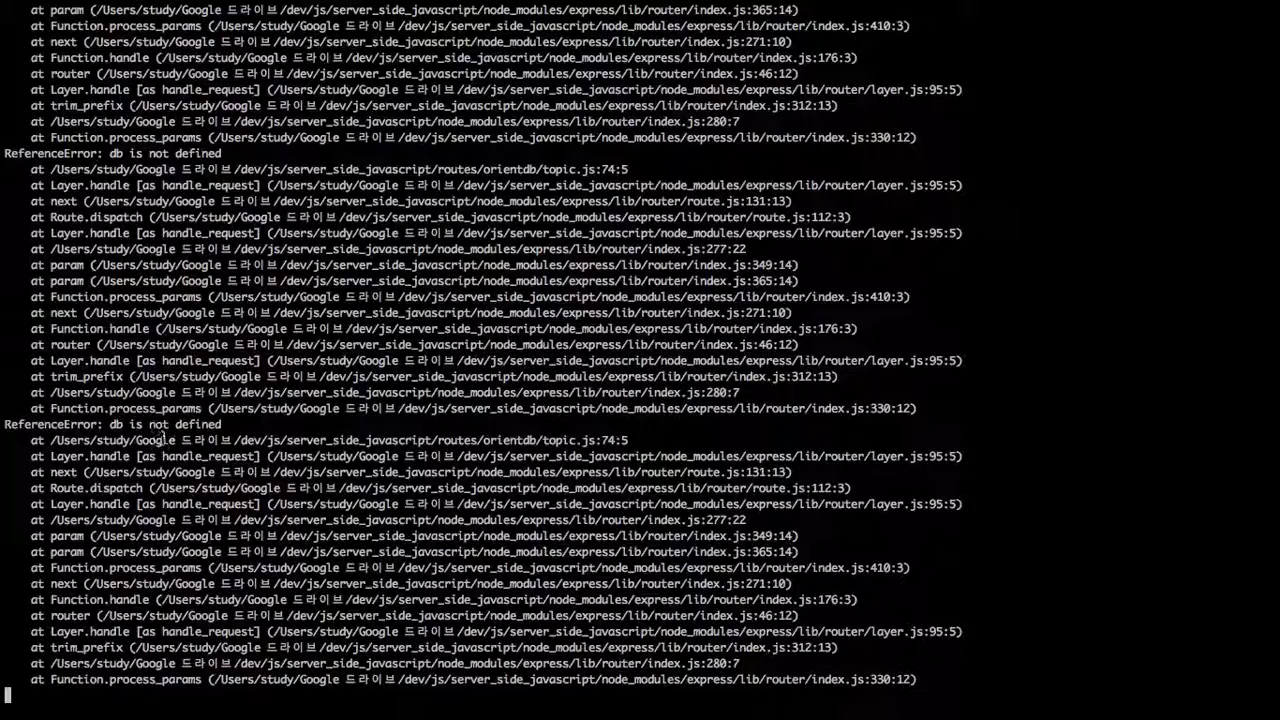 at param (/Users/study/Google 드라이브/dev/js/server_side_javascript/node_modules/express/lib/router/index.js:365:14)
at Function.process_params (/Users/study/Google 드라이브/dev/js/server_side_javascript/node_modules/express/lib/router/index.js:410:3)
at next (/Users/study/Google 드라이브/dev/js/server_side_javascript/node_modules/express/lib/router/index.js:271:10)
at Function.handle (/Users/study/Google 드라이브/dev/js/server_side_javascript/node_modules/express/lib/router/index.js:176:3)
at router (/Users/study/Google 드라이브/dev/js/server_side_javascript/node_modules/express/lib/router/index.js:46:12)
at Layer.handle [as handle_request] (/Users/study/Google 드라이브/dev/js/server_side_javascript/node_modules/express/lib/router/layer.js:95:5)
at trim_prefix (/Users/study/Google 드라이브/dev/js/server_side_javascript/node_modules/express/lib/router/index.js:312:13)
at /Users/study/Google 드라이브/dev/js/server_side_javascript/node_modules/express/lib/router/index.js:280:7
at Function.process_params (/Users/study/Google 드라이브/dev/js/server_side_javascript/node_modules/express/lib/router/index.js:330:12)
ReferenceError: db is not defined
at /Users/study/Google 드라이브/dev/js/server_side_javascript/routes/orientdb/topic.js:74:5
at Layer.handle [as handle_request] (/Users/study/Google 드라이브/dev/js/server_side_javascript/node_modules/express/lib/router/layer.js:95:5)
at next (/Users/study/Google 드라이브/dev/js/server_side_javascript/node_modules/express/lib/router/route.js:131:13)
at Route.dispatch (/Users/study/Google 드라이브/dev/js/server_side_javascript/node_modules/express/lib/router/route.js:112:3)
at Layer.handle [as handle_request] (/Users/study/Google 드라이브/dev/js/server_side_javascript/node_modules/express/lib/router/layer.js:95:5)
at /Users/study/Google 드라이브/dev/js/server_side_javascript/node_modules/express/lib/router/index.js:277:22
at param (/Users/study/Google 드라이브/dev/js/server_side_javascript/node_modules/express/lib/router/index.js:349:14)
at param (/Users/study/Google 드라이브/dev/js/server_side_javascript/node_modules/express/lib/router/index.js:365:14)
at Function.process_params (/Users/study/Google 드라이브/dev/js/server_side_javascript/node_modules/express/lib/router/index.js:410:3)
at next (/Users/study/Google 드라이브/dev/js/server_side_javascript/node_modules/express/lib/router/index.js:271:10)
at Function.handle (/Users/study/Google 드라이브/dev/js/server_side_javascript/node_modules/express/lib/router/index.js:176:3)
at router (/Users/study/Google 드라이브/dev/js/server_side_javascript/node_modules/express/lib/router/index.js:46:12)
at Layer.handle [as handle_request] (/Users/study/Google 드라이브/dev/js/server_side_javascript/node_modules/express/lib/router/layer.js:95:5)
at trim_prefix (/Users/study/Google 드라이브/dev/js/server_side_javascript/node_modules/express/lib/router/index.js:312:13)
at /Users/study/Google 드라이브/dev/js/server_side_javascript/node_modules/express/lib/router/index.js:280:7
at Function.process_params (/Users/study/Google 드라이브/dev/js/server_side_javascript/node_modules/express/lib/router/index.js:330:12)
ReferenceError: db is not defined
at /Users/study/Google 드라이브/dev/js/server_side_javascript/routes/orientdb/topic.js:74:5
at Layer.handle [as handle_request] (/Users/study/Google 드라이브/dev/js/server_side_javascript/node_modules/express/lib/router/layer.js:95:5)
at next (/Users/study/Google 드라이브/dev/js/server_side_javascript/node_modules/express/lib/router/route.js:131:13)
at Route.dispatch (/Users/study/Google 드라이브/dev/js/server_side_javascript/node_modules/express/lib/router/route.js:112:3)
at Layer.handle [as handle_request] (/Users/study/Google 드라이브/dev/js/server_side_javascript/node_modules/express/lib/router/layer.js:95:5)
at /Users/study/Google 드라이브/dev/js/server_side_javascript/node_modules/express/lib/router/index.js:277:22
at param (/Users/study/Google 드라이브/dev/js/server_side_javascript/node_modules/express/lib/router/index.js:349:14)
at param (/Users/study/Google 드라이브/dev/js/server_side_javascript/node_modules/express/lib/router/index.js:365:14)
at Function.process_params (/Users/study/Google 드라이브/dev/js/server_side_javascript/node_modules/express/lib/router/index.js:410:3)
at next (/Users/study/Google 드라이브/dev/js/server_side_javascript/node_modules/express/lib/router/index.js:271:10)
at Function.handle (/Users/study/Google 드라이브/dev/js/server_side_javascript/node_modules/express/lib/router/index.js:176:3)
at router (/Users/study/Google 드라이브/dev/js/server_side_javascript/node_modules/express/lib/router/index.js:46:12)
at Layer.handle [as handle_request] (/Users/study/Google 드라이브/dev/js/server_side_javascript/node_modules/express/lib/router/layer.js:95:5)
at trim_prefix (/Users/study/Google 드라이브/dev/js/server_side_javascript/node_modules/express/lib/router/index.js:312:13)
at /Users/study/Google 드라이브/dev/js/server_side_javascript/node_modules/express/lib/router/index.js:280:7
at Function.process_params (/Users/study/Google 드라이브/dev/js/server_side_javascript/node_modules/express/lib/router/index.js:330:12)